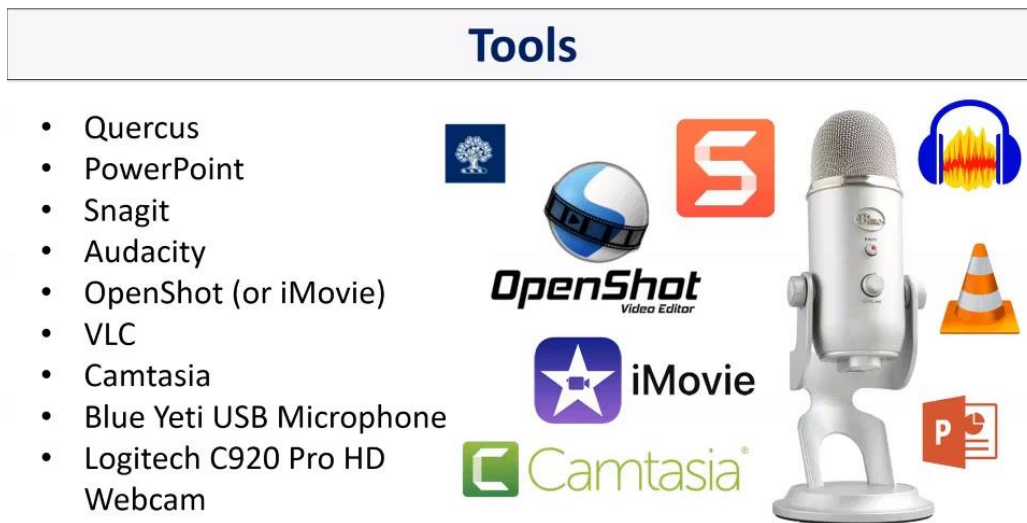 Tools
• Quercus
• PowerPoint
• Snagit
• Audacity
• OpenShot (or iMovie)
• VLC
• Camtasia
• Blue Yeti USB Microphone
• Logitech C920 Pro HD
Webcam
S
OpenShot
Video Editor
Blue
iMovie
P
C Camtasia®